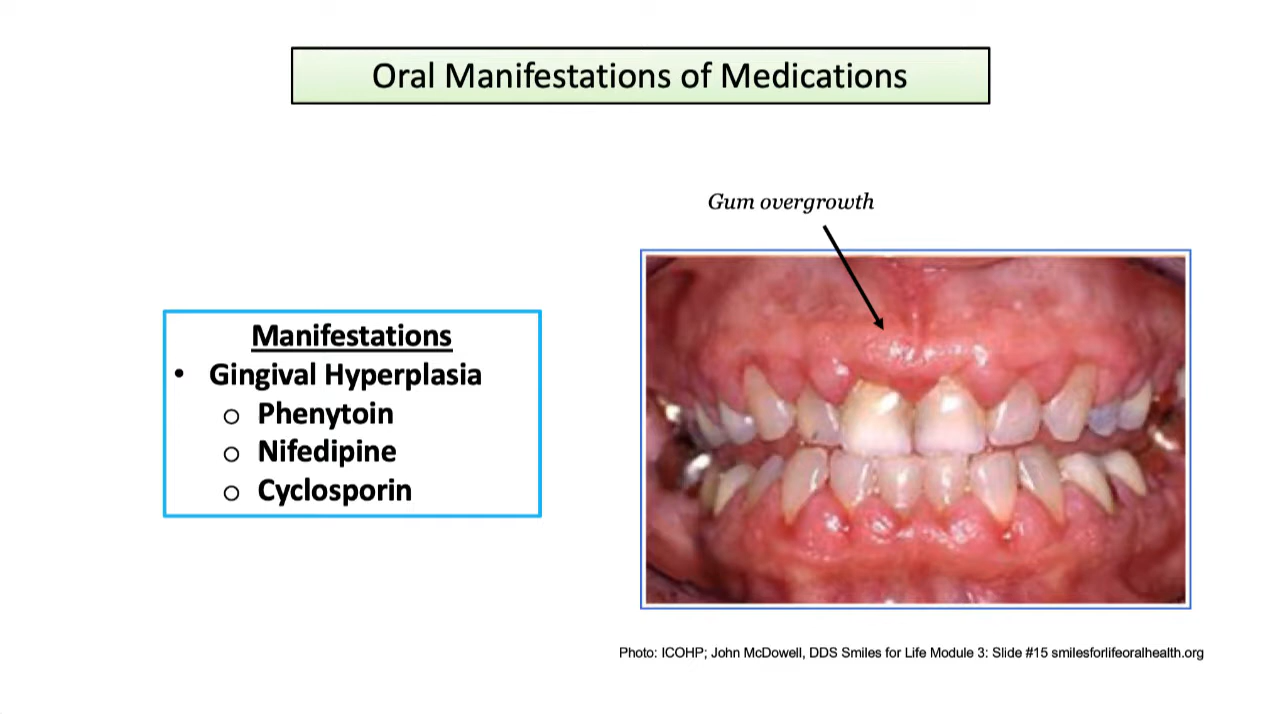 Oral Manifestations of Medications
Gum overgrowth
Manifestations
• Gingival Hyperplasia
o Phenytoin
o Nifedipine
o Cyclosporin
Photo: ICOHP; John McDowell, DDS Smiles for Life Module 3: Slide #15 smilesforlifeoralhealth.org